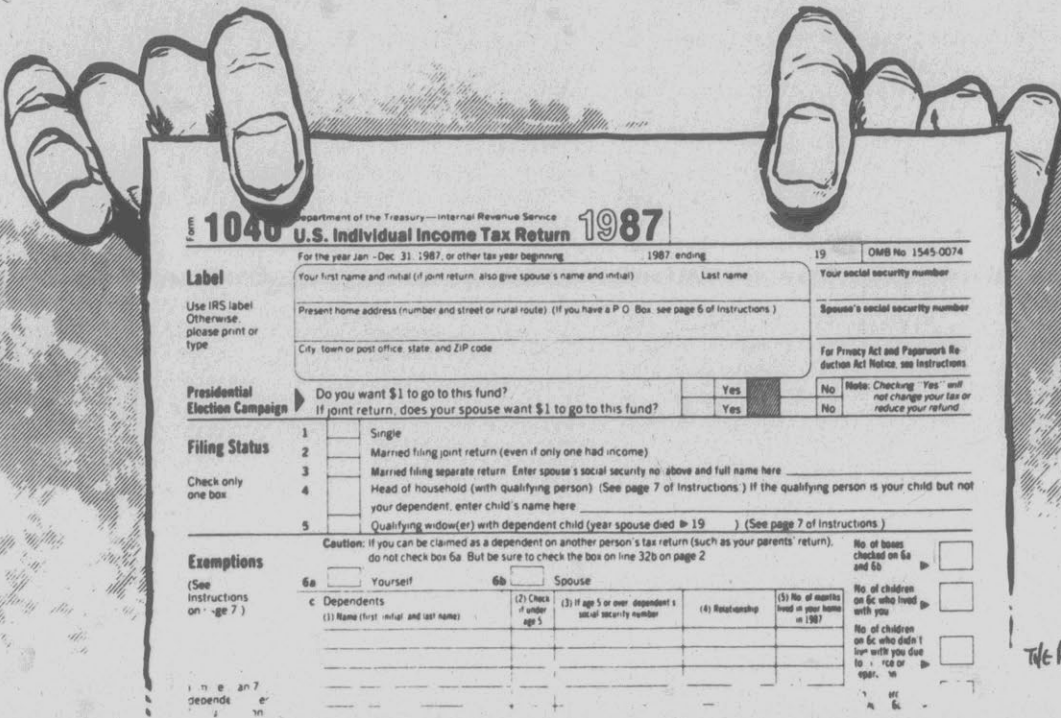 Form 1040 Department of the Treasury—Internal Revenue Service
U.S. Individual Income Tax Return 1987
For the year Jan -Dec 31, 1987, or other tax year beginning 1987, ending 19 OMB No 1545-0074
Label
Use IRS label
Otherwise,
please print or
type
Your first name and initial (if joint return, also give spouse's name and initial) Last name
Your social security number
Present home address (number and street or rural route) (If you have a P O Box, see page 6 of Instructions )
Spouse's social security number
City, town or post office, state, and ZIP code
For Privacy Act and Paperwork Re
duction Act Notice, see Instructions
Presidential
Election Campaign
Do you want $1 to go to this fund? Yes No
If joint return, does your spouse want $1 to go to this fund? Yes No
Note: Checking "Yes" will
not change your tax or
reduce your refund
Filing Status
Check only
one box
1 Single
2 Married filing joint return (even if only one had income)
3 Married filing separate return Enter spouse's social security no above and full name here
4 Head of household (with qualifying person) (See page 7 of Instructions ) If the qualifying person is your child but not
your dependent, enter child's name here
5 Qualifying widow(er) with dependent child (year spouse died ▶ 19 ) (See page 7 of Instructions )
Exemptions
(See
Instructions
on
7 )
Caution: If you can be claimed as a dependent on another person's tax return (such as your parents' return),
do not check box 6a But be sure to check the box on line 32b on page 2
6a Yourself 6b Spouse
No of boxes
checked on 6a
and 6b ▶
c Dependents
(1) Name (first initial and last name)
(2) Check
if under
age 5
(3) If age 5 or over dependent s
social security number
(4) Relationship
(5) No of months
lived in your home
in 1987
No of children
on 6c who lived
with you ▶
No of children
on 6c who didn't
live with you due